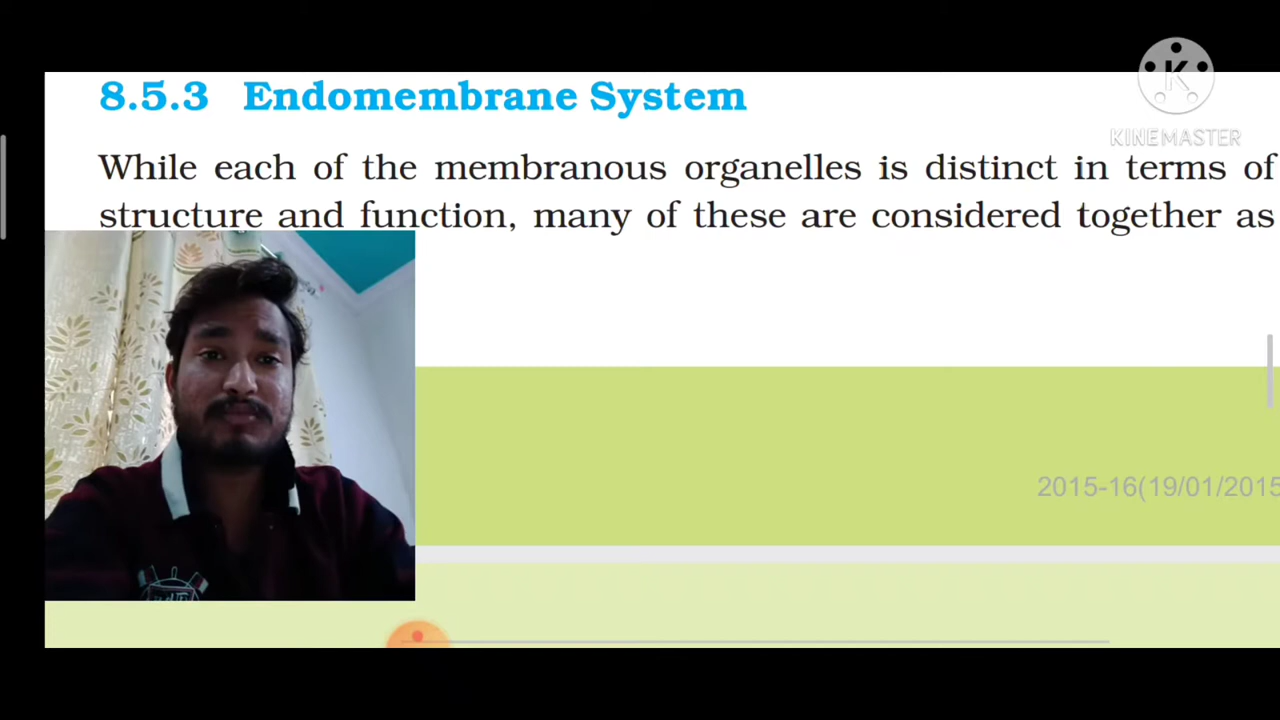 8.5.3 Endomembrane System
K
KINEMASTER
While each of the membranous organelles is distinct in terms of
structure and function, many of these are considered together as
2015-16(19/01/2015